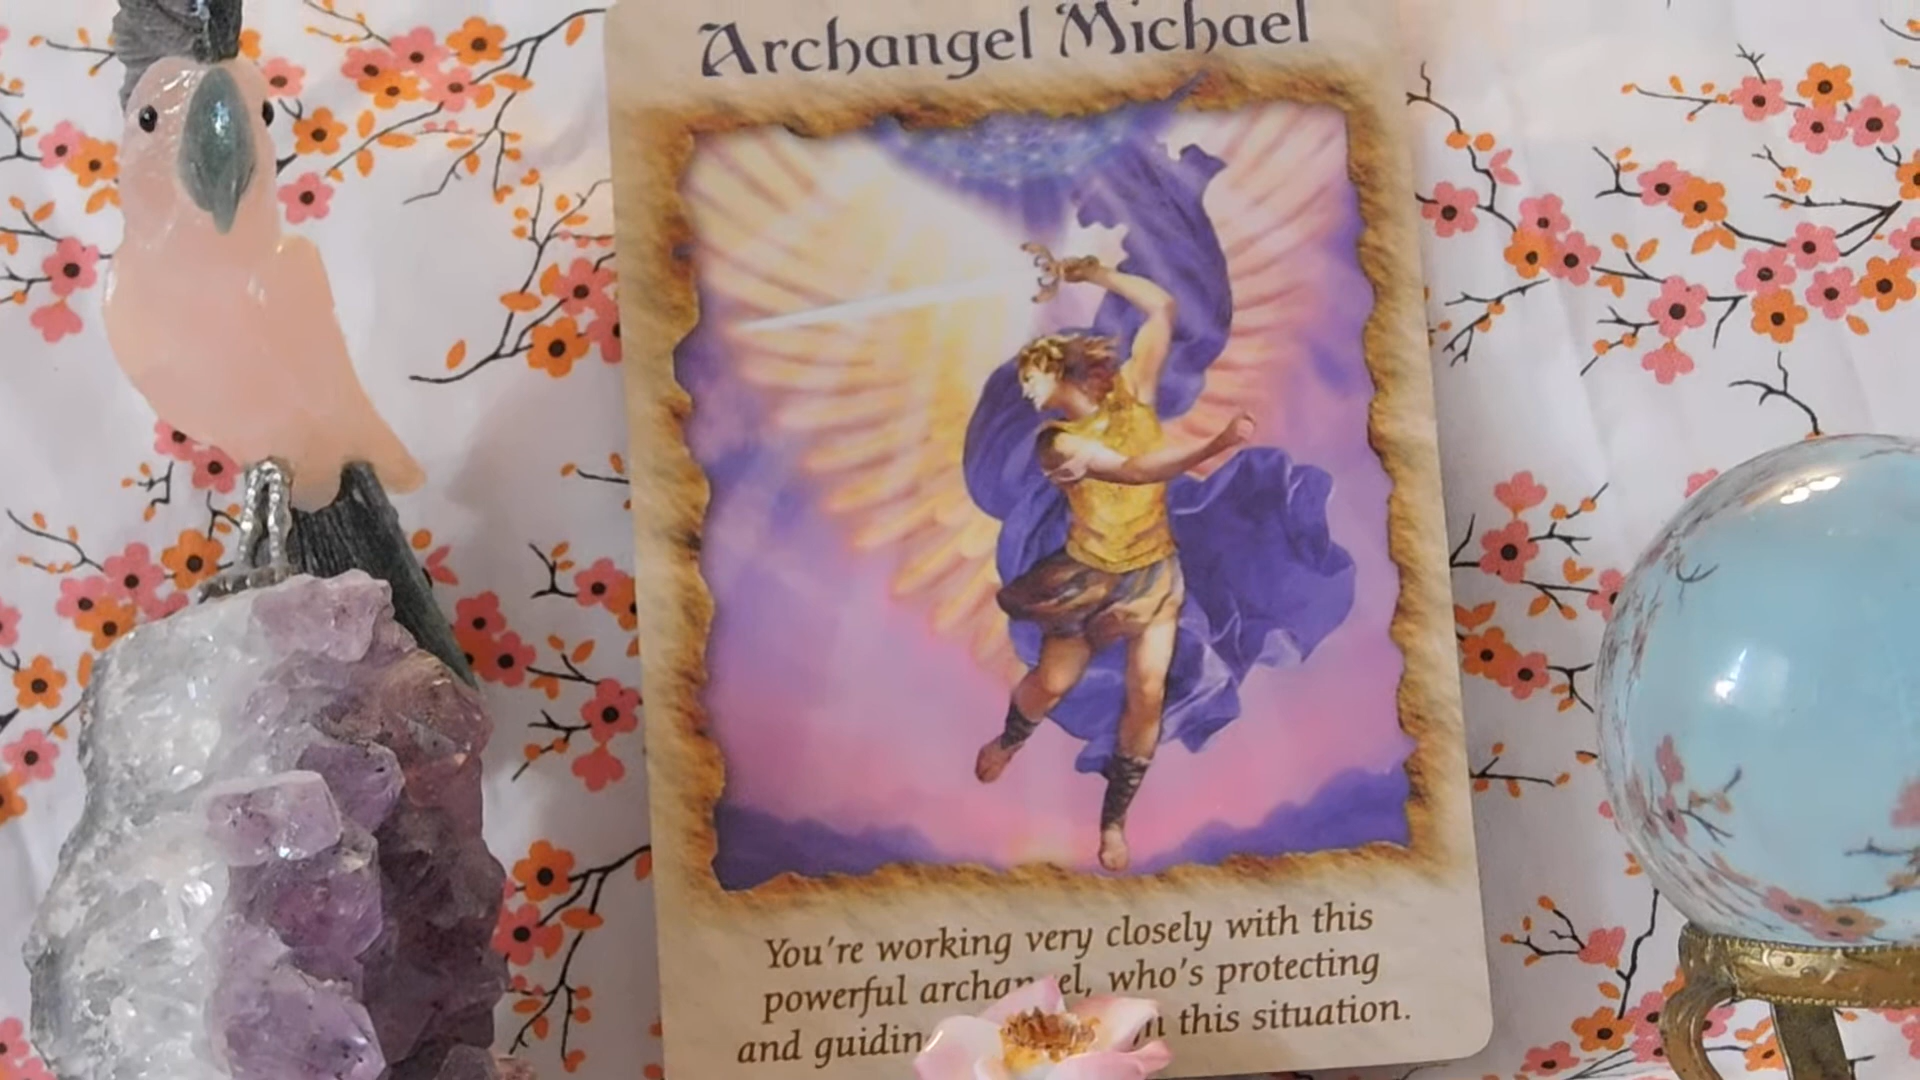 Archangel Michael
You're working very closely with this
powerful archangel, who's protecting
and guiding this situation.